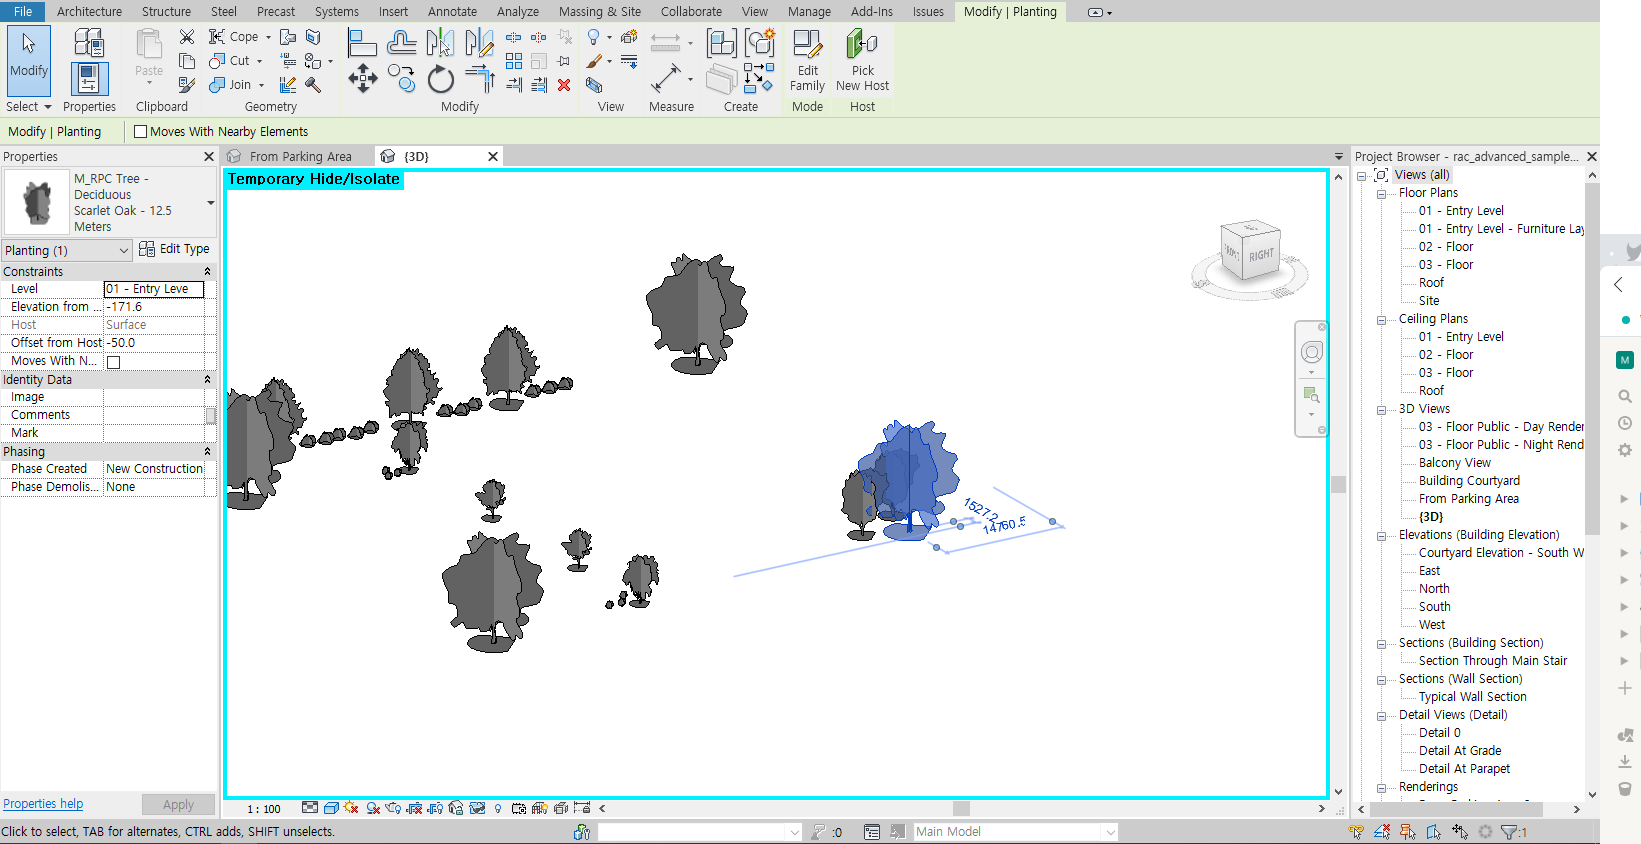 File Architecture Structure Steel Precast Systems Insert Annotate Analyze Massing & Site Collaborate View Manage Add-Ins Issues Modify | Planting
Cope
Cut
Join
Modify
Paste
Edit
Family
Pick
New Host
Select Properties Clipboard Geometry Modify View Measure Create Mode Host
Modify | Planting Moves With Nearby Elements
Properties
M_RPC Tree -
Deciduous
Scarlet Oak - 12.5
Meters
Planting (1) Edit Type
Constraints
Level 01 - Entry Leve
Elevation from ... -171.6
Host Surface
Offset from Host -50.0
Moves With N...
Identity Data
Image
Comments
Mark
Phasing
Phase Created New Construction
Phase Demolis... None
Properties help Apply
From Parking Area {3D}
Temporary Hide/Isolate
RIGHT
1527.2
14760.5
1 : 100
Project Browser - rac_advanced_sample...
Views (all)
Floor Plans
01 - Entry Level
01 - Entry Level - Furniture Lay
02 - Floor
03 - Floor
Roof
Site
Ceiling Plans
01 - Entry Level
02 - Floor
03 - Floor
Roof
3D Views
03 - Floor Public - Day Render
03 - Floor Public - Night Rend
Balcony View
Building Courtyard
From Parking Area
{3D}
Elevations (Building Elevation)
Courtyard Elevation - South W
East
North
South
West
Sections (Building Section)
Section Through Main Stair
Sections (Wall Section)
Typical Wall Section
Detail Views (Detail)
Detail 0
Detail At Grade
Detail At Parapet
Renderings
M
Click to select, TAB for alternates, CTRL adds, SHIFT unselects. :0 Main Model :1